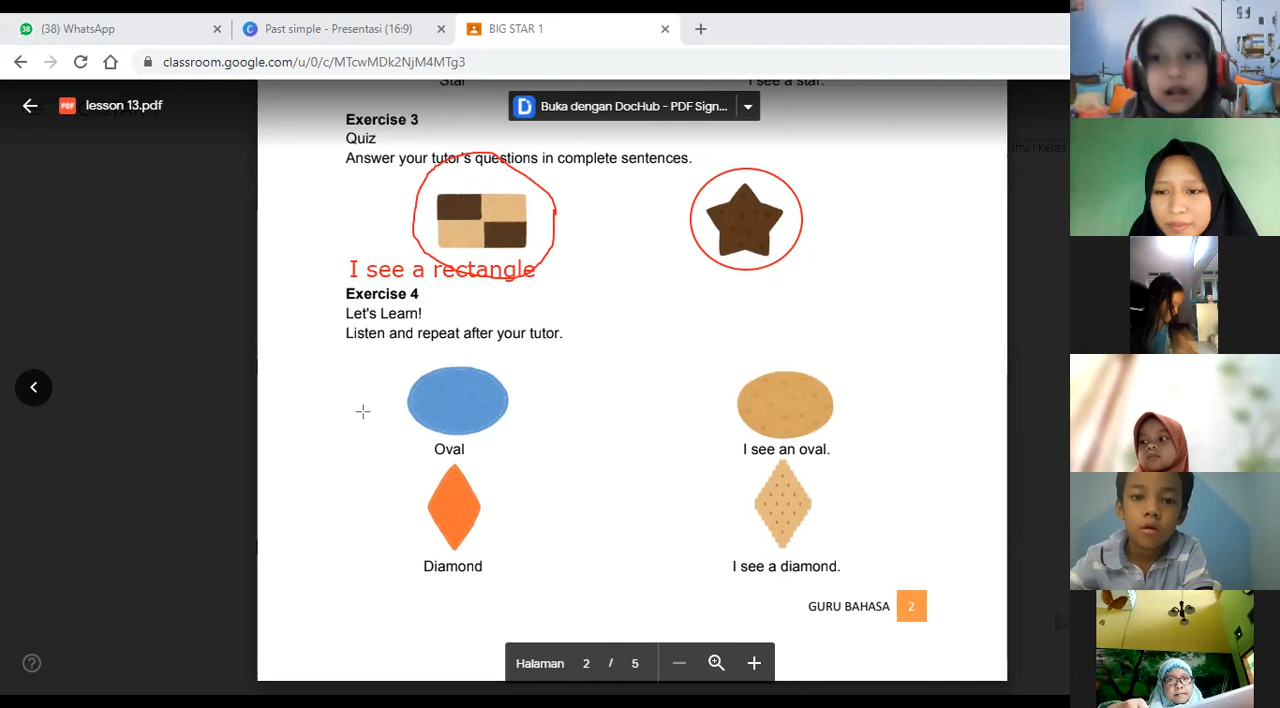 (38) WhatsApp
Past simple - Presentasi (16:9)
BIG STAR 1
classroom.google.com/u/0/c/MTcwMDk2NjM4MTg3
lesson 13.pdf
Star
I see a star.
Buka dengan DocHub - PDF Sign...
Exercise 3
Quiz
Answer your tutor's questions in complete sentences.
I see a rectangle
Exercise 4
Let's Learn!
Listen and repeat after your tutor.
Oval
I see an oval.
Diamond
I see a diamond.
GURU BAHASA 2
Halaman 2 / 5